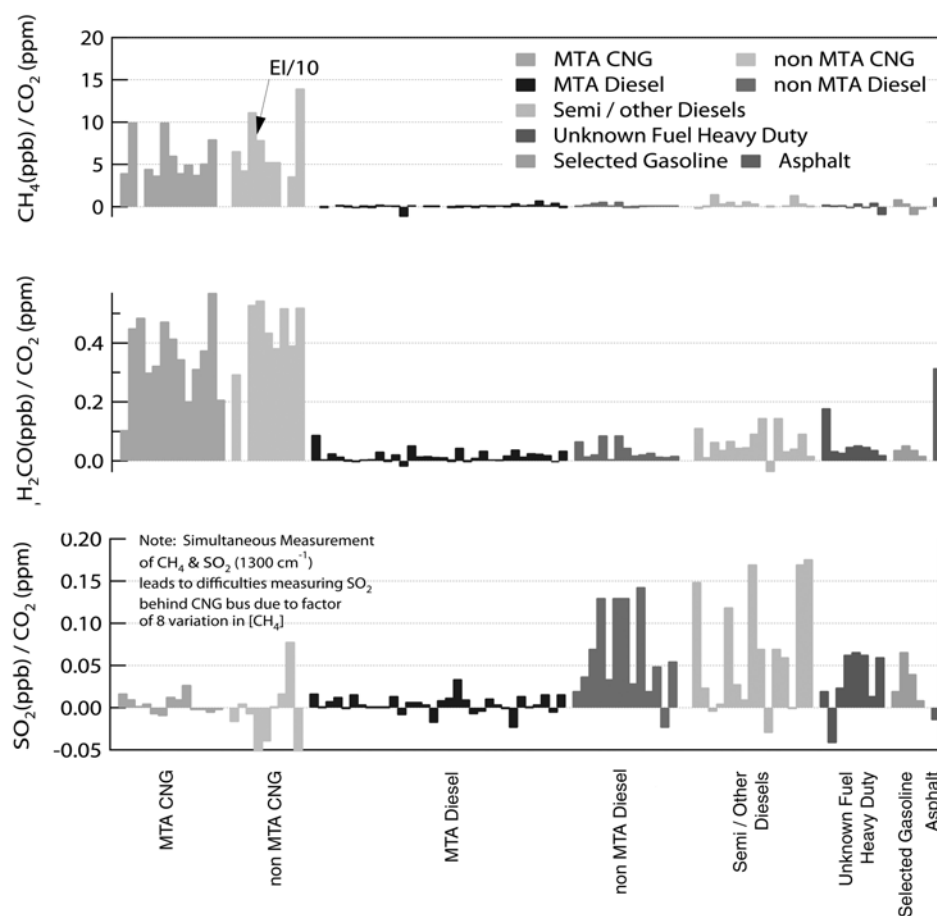 CH₄(ppb) / CO₂ (ppm)
20
15
10
5
0
EI/10
MTA CNG
non MTA CNG
MTA Diesel
non MTA Diesel
Semi / other Diesels
Unknown Fuel Heavy Duty
Selected Gasoline
Asphalt
H₂CO(ppb) / CO₂ (ppm)
0.4
0.2
0.0
SO₂(ppb) / CO₂ (ppm)
0.20
0.15
0.10
0.05
0.00
-0.05
Note: Simultaneous Measurement
of CH₄ & SO₂ (1300 cm⁻¹)
leads to difficulties measuring SO₂
behind CNG bus due to factor
of 8 variation in [CH₄]
MTA CNG
non MTA CNG
MTA Diesel
non MTA Diesel
Semi / Other
Diesels
Unknown Fuel
Heavy Duty
Selected Gasoline
Asphalt